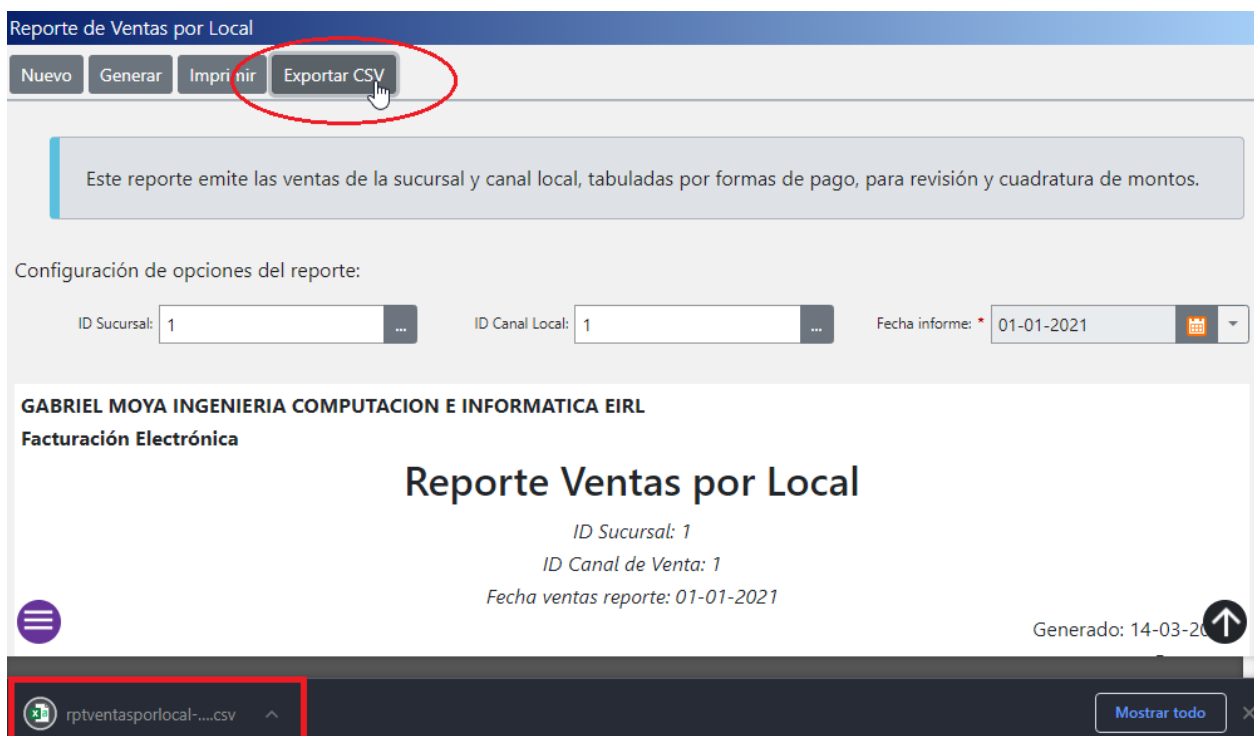 Reporte de Ventas por Local
Nuevo Generar Imprimir Exportar CSV
Este reporte emite las ventas de la sucursal y canal local, tabuladas por formas de pago, para revisión y cuadratura de montos.
Configuración de opciones del reporte:
ID Sucursal: 1 ... ID Canal Local: 1 ... Fecha informe: * 01-01-2021
GABRIEL MOYA INGENIERIA COMPUTACION E INFORMATICA EIRL
Facturación Electrónica
Reporte Ventas por Local
ID Sucursal: 1
ID Canal de Venta: 1
Fecha ventas reporte: 01-01-2021
Generado: 14-03-20
rptventasporlocal-....csv Mostrar todo